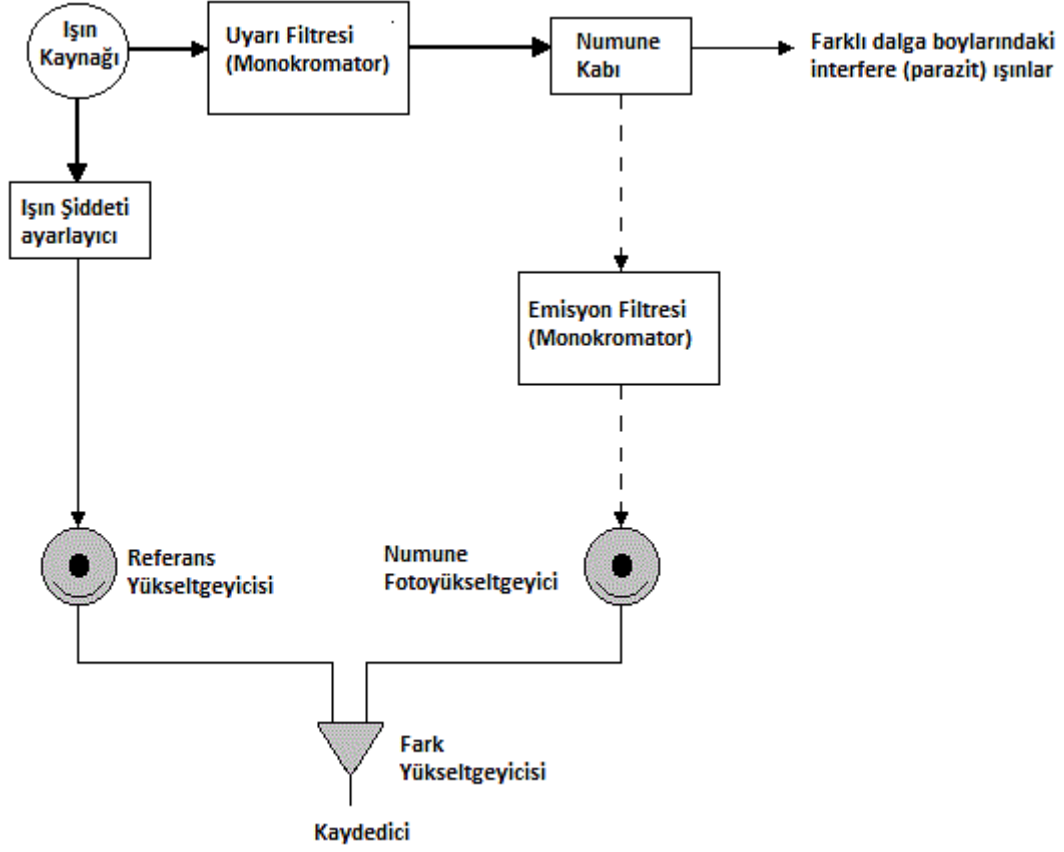 Işın
Kaynağı
Uyarı Filtresi
(Monokromator)
Numune
Kabı
Farklı dalga boylarındaki
interfere (parazit) ışınlar
Işın Şiddeti
ayarlayıcı
Emisyon Filtresi
(Monokromator)
Referans
Yükseltgeyicisi
Numune
Fotoyükseltgeyici
Fark
Yükseltgeyicisi
Kaydedici